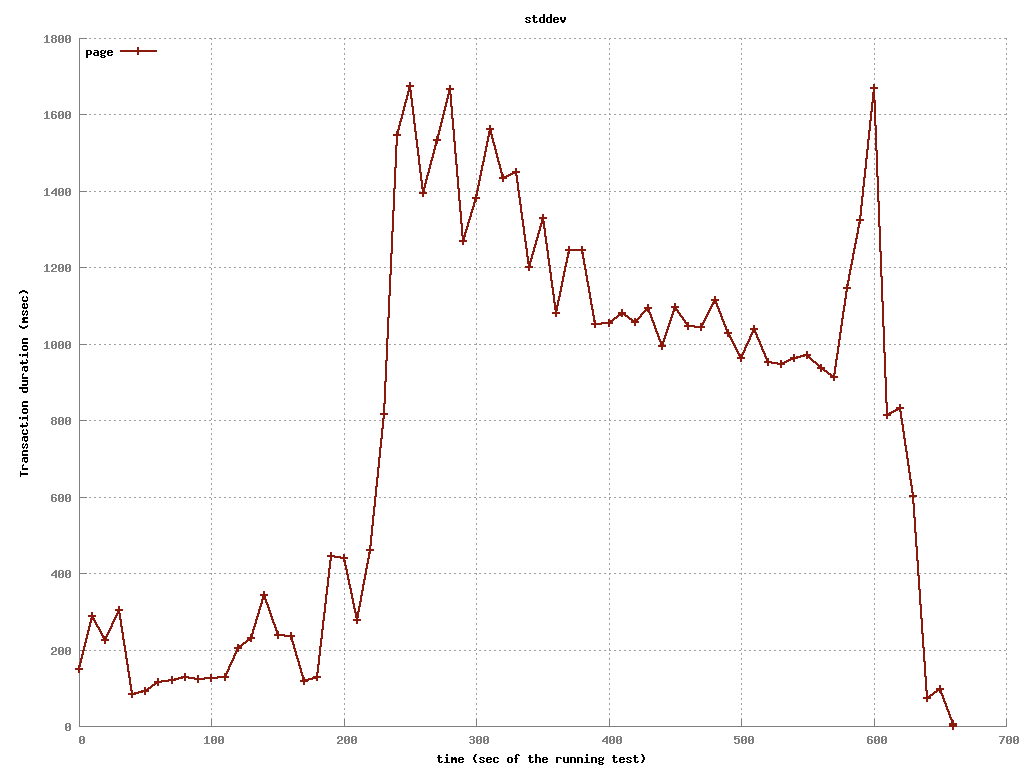 stddev
page
1800
1600
1400
1200
1000
800
600
400
200
0
Transaction duration (msec)
0 100 200 300 400 500 600 700
time (sec of the running test)